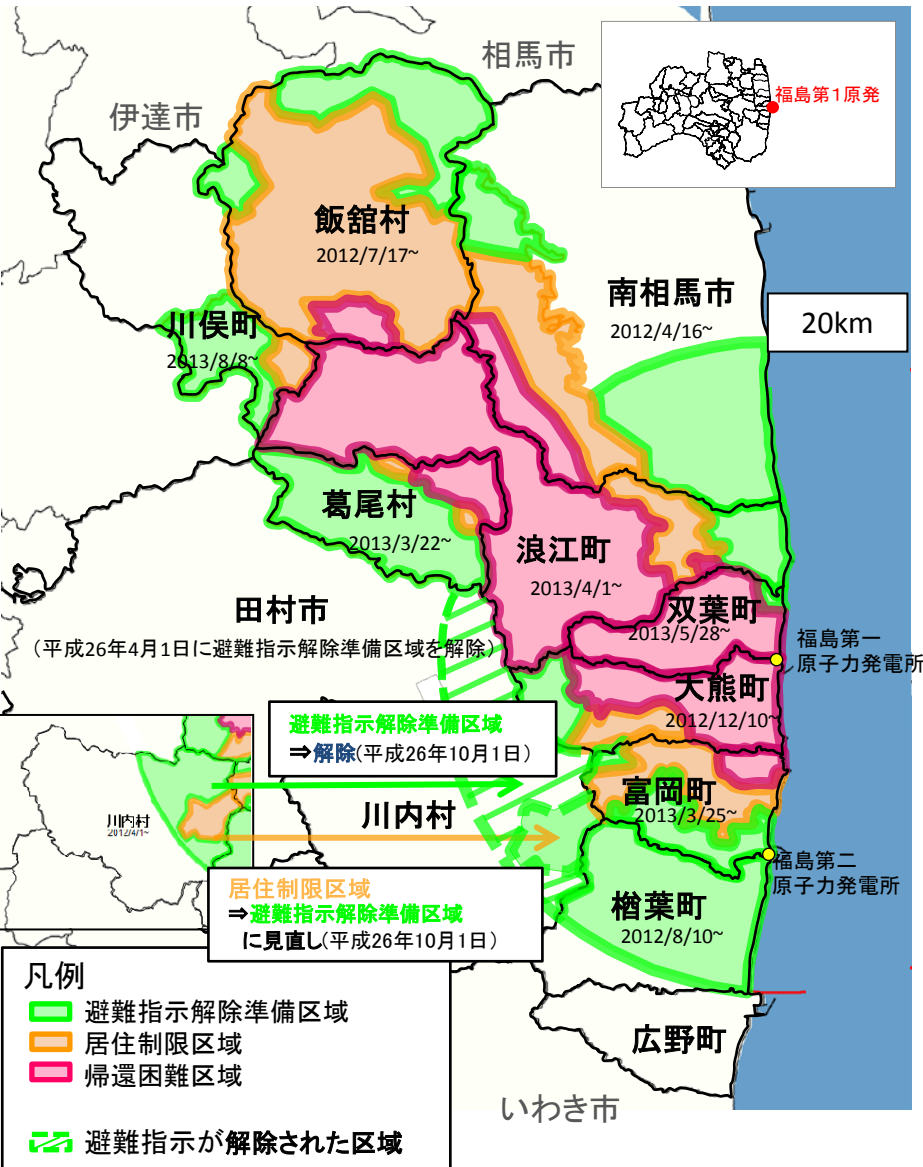 相馬市
伊達市
福島第1原発
飯舘村
2012/7/17~
南相馬市
2012/4/16~
20km
川俣町
2013/8/8~
葛尾村
2013/3/22~
浪江町
2013/4/1~
田村市
(平成26年4月1日に避難指示解除準備区域を解除)
双葉町
2013/5/28~
福島第一
原子力発電所
大熊町
2012/12/10~
避難指示解除準備区域
⇒解除(平成26年10月1日)
川内村
2012/4/1~
川内村
富岡町
2013/3/25~
福島第二
原子力発電所
居住制限区域
⇒避難指示解除準備区域
に見直し(平成26年10月1日)
楢葉町
2012/8/10~
広野町
いわき市
凡例
避難指示解除準備区域
居住制限区域
帰還困難区域
避難指示が解除された区域